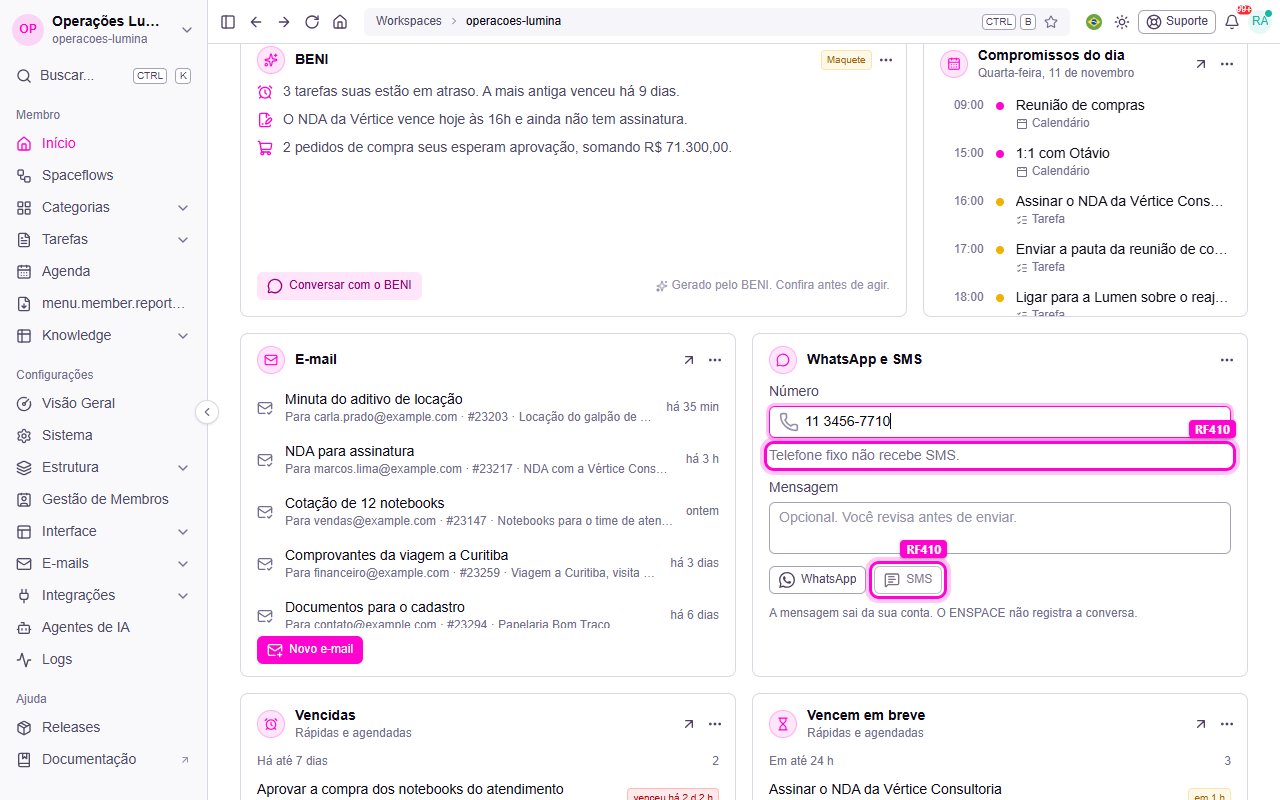 OP
Operações Lu...
operacoes-lumina
Buscar...
CTRL K
Membro
Início
Spaceflows
Categorias
Tarefas
Agenda
menu.member.report...
Knowledge
Configurações
Visão Geral
Sistema
Estrutura
Gestão de Membros
Interface
E-mails
Integrações
Agentes de IA
Logs
Ajuda
Releases
Documentação
Workspaces > operacoes-lumina
CTRL B
Suporte
99+
RA
BENI
Maquete
3 tarefas suas estão em atraso. A mais antiga venceu há 9 dias.
O NDA da Vértice vence hoje às 16h e ainda não tem assinatura.
2 pedidos de compra seus esperam aprovação, somando R$ 71.300,00.
Conversar com o BENI
Gerado pelo BENI. Confira antes de agir.
Compromissos do dia
Quarta-feira, 11 de novembro
09:00 Reunião de compras
Calendário
15:00 1:1 com Otávio
Calendário
16:00 Assinar o NDA da Vértice Cons...
Tarefa
17:00 Enviar a pauta da reunião de co...
Tarefa
18:00 Ligar para a Lumen sobre o reaj...
Tarefa
E-mail
Minuta do aditivo de locação
Para carla.prado@example.com · #23203 · Locação do galpão de ...
há 35 min
NDA para assinatura
Para marcos.lima@example.com · #23217 · NDA com a Vértice Cons...
há 3 h
Cotação de 12 notebooks
Para vendas@example.com · #23147 · Notebooks para o time de aten...
ontem
Comprovantes da viagem a Curitiba
Para financeiro@example.com · #23259 · Viagem a Curitiba, visita ...
há 3 dias
Documentos para o cadastro
Para contato@example.com · #23294 · Papelaria Bom Traço
há 6 dias
Novo e-mail
WhatsApp e SMS
Número
11 3456-7710
RF410
Telefone fixo não recebe SMS.
Mensagem
Opcional. Você revisa antes de enviar.
RF410
WhatsApp
SMS
A mensagem sai da sua conta. O ENSPACE não registra a conversa.
Vencidas
Rápidas e agendadas
Há até 7 dias 2
Aprovar a compra dos notebooks do atendimento
venceu há 2 d 2 h
Vencem em breve
Rápidas e agendadas
Em até 24 h 3
Assinar o NDA da Vértice Consultoria
em 1 h